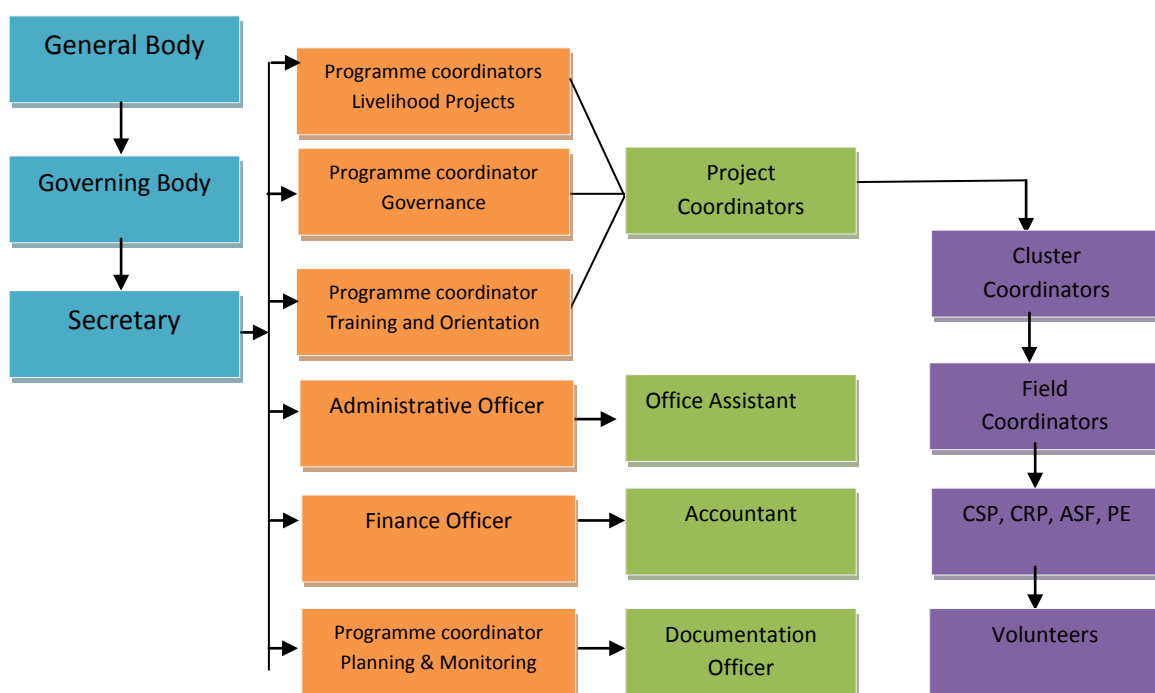 General Body
Governing Body
Secretary
Programme coordinators
Livelihood Projects
Programme coordinator
Governance
Programme coordinator
Training and Orientation
Administrative Officer
Finance Officer
Programme coordinator
Planning & Monitoring
Project
Coordinators
Office Assistant
Accountant
Documentation
Officer
Cluster
Coordinators
Field
Coordinators
CSP, CRP, ASF, PE
Volunteers